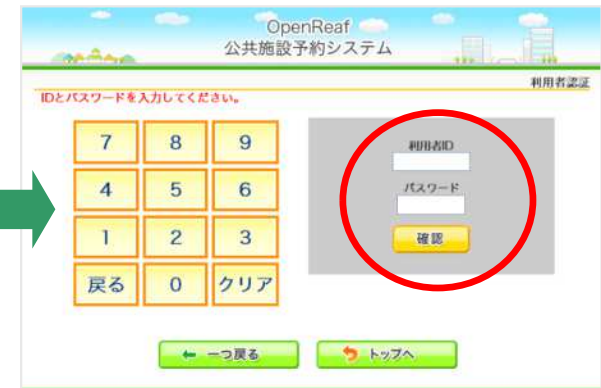 OpenReaf
公共施設予約システム
利用者認証
IDとパスワードを入力してください。
7 8 9
4 5 6
1 2 3
戻る 0 クリア
利用者ID
パスワード
確認
一つ戻る
トップへ